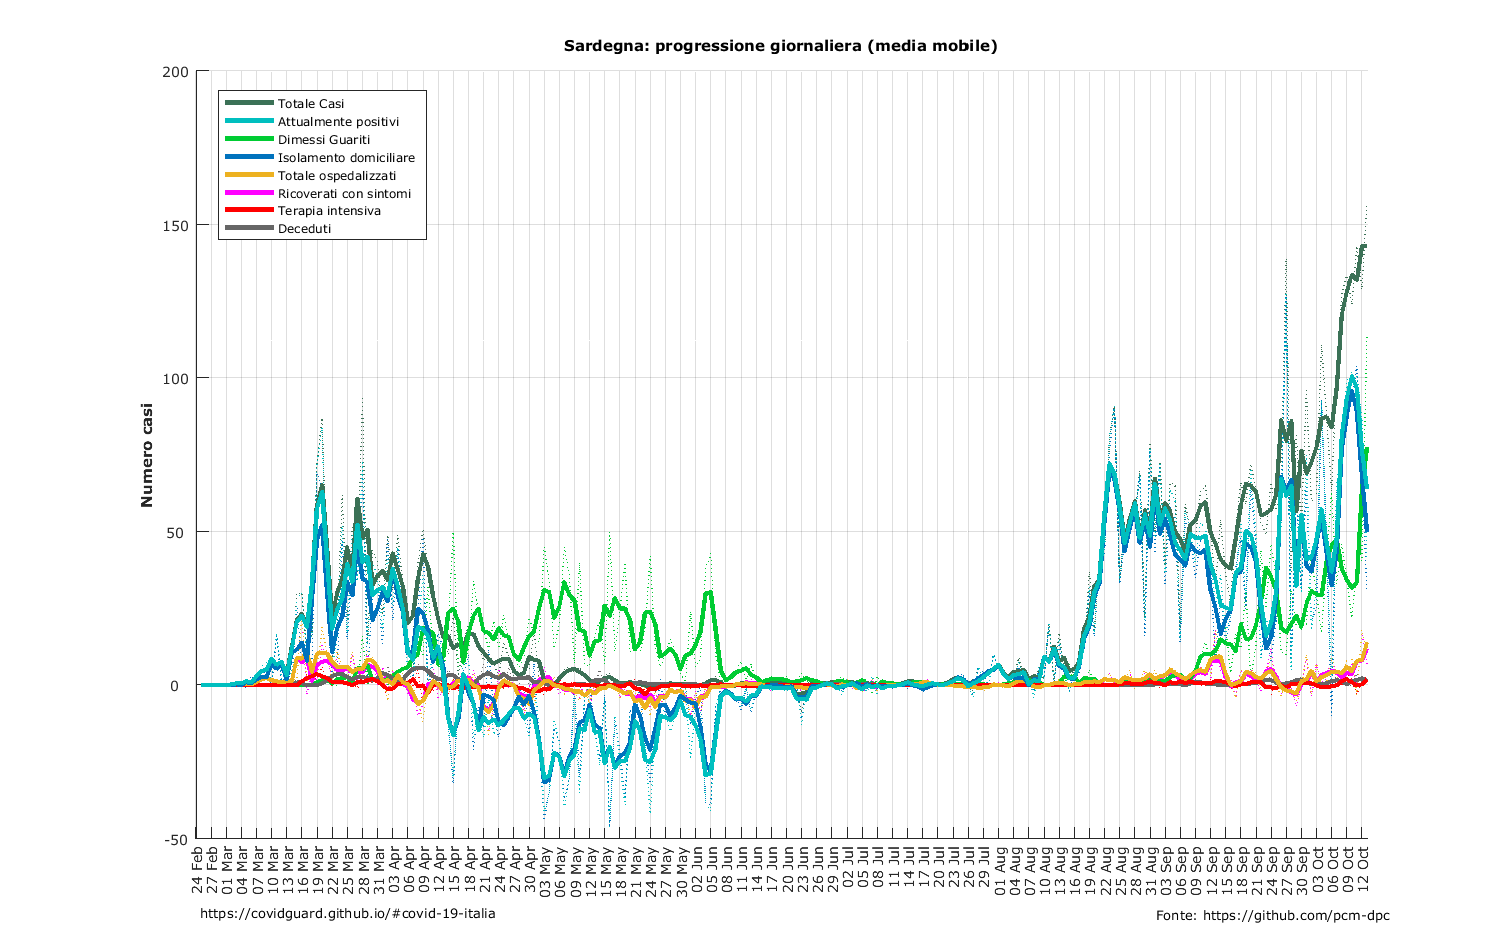 Sardegna: progressione giornaliera (media mobile)
Numero casi
200
150
100
50
0
-50
Totale Casi
Attualmente positivi
Dimessi Guariti
Isolamento domiciliare
Totale ospedalizzati
Ricoverati con sintomi
Terapia intensiva
Deceduti
24 Feb
27 Feb
01 Mar
04 Mar
07 Mar
10 Mar
13 Mar
16 Mar
19 Mar
22 Mar
25 Mar
28 Mar
31 Mar
03 Apr
06 Apr
09 Apr
12 Apr
15 Apr
18 Apr
21 Apr
24 Apr
27 Apr
30 Apr
03 May
06 May
09 May
12 May
15 May
18 May
21 May
24 May
27 May
30 May
02 Jun
05 Jun
08 Jun
11 Jun
14 Jun
17 Jun
20 Jun
23 Jun
26 Jun
29 Jun
02 Jul
05 Jul
08 Jul
11 Jul
14 Jul
17 Jul
20 Jul
23 Jul
26 Jul
29 Jul
01 Aug
04 Aug
07 Aug
10 Aug
13 Aug
16 Aug
19 Aug
22 Aug
25 Aug
28 Aug
31 Aug
03 Sep
06 Sep
09 Sep
12 Sep
15 Sep
18 Sep
21 Sep
24 Sep
27 Sep
30 Sep
03 Oct
06 Oct
09 Oct
12 Oct
https://covidguard.github.io/#covid-19-italia
Fonte: https://github.com/pcm-dpc